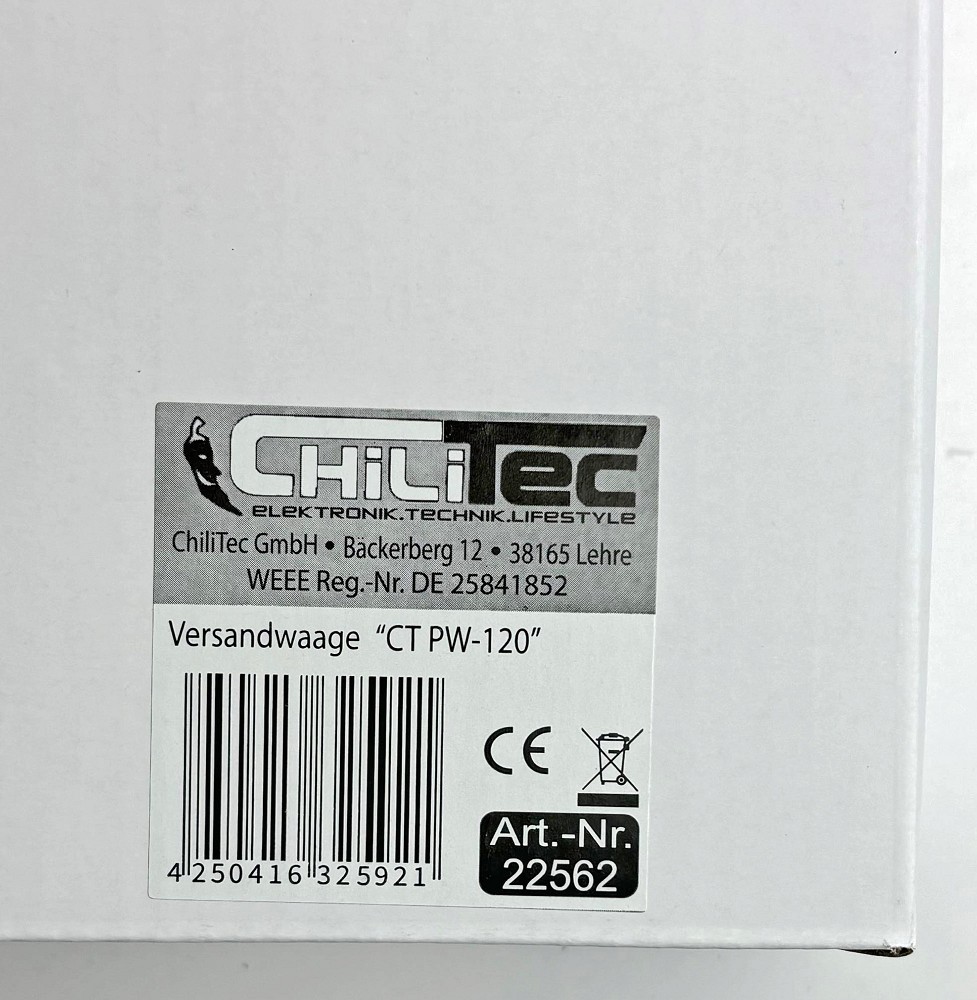 CHiLiTec
ELEKTRONIK.TECHNIK.LIFESTYLE
ChiliTec GmbH • Bäckerberg 12 • 38165 Lehre
WEEE Reg.-Nr. DE 25841852
Versandwaage “CT PW-120”
CE
Art.-Nr.
22562
4 250416 325921